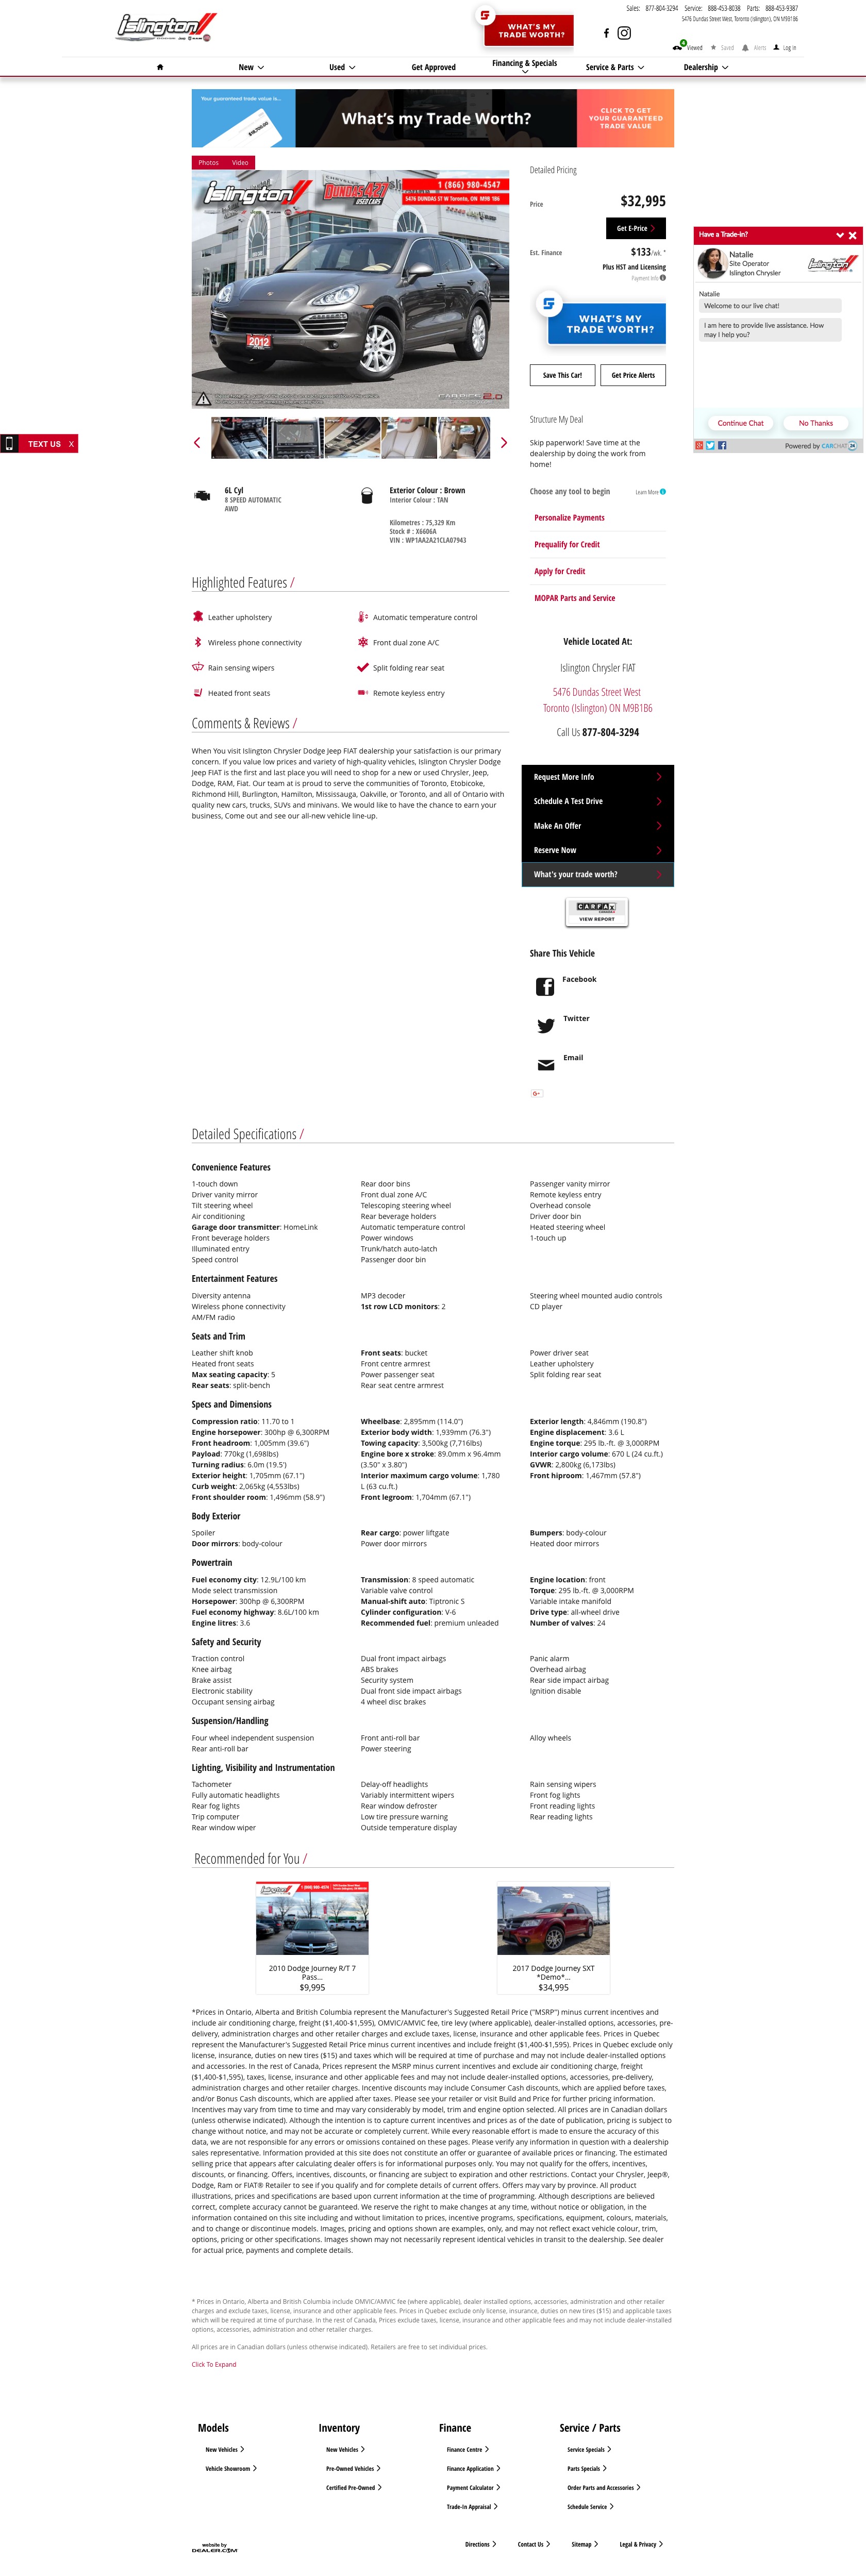 islington
WHAT'S MY
TRADE WORTH?
Sales: 877-804-3294 Service: 888-453-8038 Parts: 888-453-9387
5476 Dundas Street West, Toronto (Islington), ON M9B1B6
4 Viewed Saved Alerts Log In
New Used Get Approved Financing & Specials Service & Parts Dealership
Your guaranteed trade value is...
What's my Trade Worth?
CLICK TO GET
YOUR GUARANTEED
TRADE VALUE
Photos Video
islington
DUNDAS427
USED CARS
1 (866) 980-4547
5476 DUNDAS ST W Toronto, ON M9B 1B6
2012
Detailed Pricing
Price $32,995
Get E-Price
Est. Finance $133/wk. *
Plus HST and Licensing
Payment Info
WHAT'S MY
TRADE WORTH?
Save This Car! Get Price Alerts
Have a Trade-in?
Natalie
Site Operator
Islington Chrysler
islington
Natalie
Welcome to our live chat!
I am here to provide live assistance. How
may I help you?
Continue Chat No Thanks
Powered by CARCHAT 24
TEXT US X
6L Cyl
8 SPEED AUTOMATIC
AWD
Exterior Colour : Brown
Interior Colour : TAN
Kilometres : 75,329 Km
Stock # : X6606A
VIN : WP1AA2A21CLA07943
Structure My Deal
Skip paperwork! Save time at the
dealership by doing the work from
home!
Choose any tool to begin Learn More
Personalize Payments
Prequalify for Credit
Apply for Credit
MOPAR Parts and Service
Highlighted Features /
Leather upholstery Automatic temperature control
Wireless phone connectivity Front dual zone A/C
Rain sensing wipers Split folding rear seat
Heated front seats Remote keyless entry
Vehicle Located At:
Islington Chrysler FIAT
5476 Dundas Street West
Toronto (Islington) ON M9B1B6
Call Us 877-804-3294
Comments & Reviews /
When You visit Islington Chrysler Dodge Jeep FIAT dealership your satisfaction is our primary
concern. If you value low prices and variety of high-quality vehicles, Islington Chrysler Dodge
Jeep FIAT is the first and last place you will need to shop for a new or used Chrysler, Jeep,
Dodge, RAM, Fiat. Our team at is proud to serve the communities of Toronto, Etobicoke,
Richmond Hill, Burlington, Hamilton, Mississauga, Oakville, or Toronto, and all of Ontario with
quality new cars, trucks, SUVs and minivans. We would like to have the chance to earn your
business, Come out and see our all-new vehicle line-up.
Request More Info
Schedule A Test Drive
Make An Offer
Reserve Now
What's your trade worth?
CARFAX
VIEW REPORT
Share This Vehicle
Facebook
Twitter
Email
G+
Detailed Specifications /
Convenience Features
1-touch down Rear door bins Passenger vanity mirror
Driver vanity mirror Front dual zone A/C Remote keyless entry
Tilt steering wheel Telescoping steering wheel Overhead console
Air conditioning Rear beverage holders Driver door bin
Garage door transmitter: HomeLink Automatic temperature control Heated steering wheel
Front beverage holders Power windows 1-touch up
Illuminated entry Trunk/hatch auto-latch
Speed control Passenger door bin
Entertainment Features
Diversity antenna MP3 decoder Steering wheel mounted audio controls
Wireless phone connectivity 1st row LCD monitors: 2 CD player
AM/FM radio
Seats and Trim
Leather shift knob Front seats: bucket Power driver seat
Heated front seats Front centre armrest Leather upholstery
Max seating capacity: 5 Power passenger seat Split folding rear seat
Rear seats: split-bench Rear seat centre armrest
Specs and Dimensions
Compression ratio: 11.70 to 1 Wheelbase: 2,895mm (114.0") Exterior length: 4,846mm (190.8")
Engine horsepower: 300hp @ 6,300RPM Exterior body width: 1,939mm (76.3") Engine displacement: 3.6 L
Front headroom: 1,005mm (39.6") Towing capacity: 3,500kg (7,716lbs) Engine torque: 295 lb.-ft. @ 3,000RPM
Payload: 770kg (1,698lbs) Engine bore x stroke: 89.0mm x 96.4mm Interior cargo volume: 670 L (24 cu.ft.)
Turning radius: 6.0m (19.5') (3.50" x 3.80") GVWR: 2,800kg (6,173lbs)
Exterior height: 1,705mm (67.1") Interior maximum cargo volume: 1,780 Front hiproom: 1,467mm (57.8")
Curb weight: 2,065kg (4,553lbs) L (63 cu.ft.)
Front shoulder room: 1,496mm (58.9") Front legroom: 1,704mm (67.1")
Body Exterior
Spoiler Rear cargo: power liftgate Bumpers: body-colour
Door mirrors: body-colour Power door mirrors Heated door mirrors
Powertrain
Fuel economy city: 12.9L/100 km Transmission: 8 speed automatic Engine location: front
Mode select transmission Variable valve control Torque: 295 lb.-ft. @ 3,000RPM
Horsepower: 300hp @ 6,300RPM Manual-shift auto: Tiptronic S Variable intake manifold
Fuel economy highway: 8.6L/100 km Cylinder configuration: V-6 Drive type: all-wheel drive
Engine litres: 3.6 Recommended fuel: premium unleaded Number of valves: 24
Safety and Security
Traction control Dual front impact airbags Panic alarm
Knee airbag ABS brakes Overhead airbag
Brake assist Security system Rear side impact airbag
Electronic stability Dual front side impact airbags Ignition disable
Occupant sensing airbag 4 wheel disc brakes
Suspension/Handling
Four wheel independent suspension Front anti-roll bar Alloy wheels
Rear anti-roll bar Power steering
Lighting, Visibility and Instrumentation
Tachometer Delay-off headlights Rain sensing wipers
Fully automatic headlights Variably intermittent wipers Front fog lights
Rear fog lights Rear window defroster Front reading lights
Trip computer Low tire pressure warning Rear reading lights
Rear window wiper Outside temperature display
Recommended for You /
2010 Dodge Journey R/T 7
Pass...
$9,995
2017 Dodge Journey SXT
*Demo*...
$34,995
*Prices in Ontario, Alberta and British Columbia represent the Manufacturer's Suggested Retail Price ("MSRP") minus current incentives and
include air conditioning charge, freight ($1,400-$1,595), OMVIC/AMVIC fee, tire levy (where applicable), dealer-installed options, accessories, pre-
delivery, administration charges and other retailer charges and exclude taxes, license, insurance and other applicable fees. Prices in Quebec
represent the Manufacturer's Suggested Retail Price minus current incentives and include freight ($1,400-$1,595). Prices in Quebec exclude only
license, insurance, duties on new tires ($15) and taxes which will be required at time of purchase and may not include dealer-installed options
and accessories. In the rest of Canada, Prices represent the MSRP minus current incentives and exclude air conditioning charge, freight
($1,400-$1,595), taxes, license, insurance and other applicable fees and may not include dealer-installed options, accessories, pre-delivery,
administration charges and other retailer charges. Incentive discounts may include Consumer Cash discounts, which are applied before taxes,
and/or Bonus Cash discounts, which are applied after taxes. Please see your retailer or visit Build and Price for further pricing information.
Incentives may vary from time to time and may vary considerably by model, trim and engine option selected. All prices are in Canadian dollars
(unless otherwise indicated). Although the intention is to capture current incentives and prices as of the date of publication, pricing is subject to
change without notice, and may not be accurate or completely current. While every reasonable effort is made to ensure the accuracy of this
data, we are not responsible for any errors or omissions contained on these pages. Please verify any information in question with a dealership
sales representative. Information provided at this site does not constitute an offer or guarantee of available prices or financing. The estimated
selling price that appears after calculating dealer offers is for informational purposes only. You may not qualify for the offers, incentives,
discounts, or financing. Offers, incentives, discounts, or financing are subject to expiration and other restrictions. Contact your Chrysler, Jeep®,
Dodge, Ram or FIAT® Retailer to see if you qualify and for complete details of current offers. Offers may vary by province. All product
illustrations, prices and specifications are based upon current information at the time of programming. Although descriptions are believed
correct, complete accuracy cannot be guaranteed. We reserve the right to make changes at any time, without notice or obligation, in the
information contained on this site including and without limitation to prices, incentive programs, specifications, equipment, colours, materials,
and to change or discontinue models. Images, pricing and options shown are examples, only, and may not reflect exact vehicle colour, trim,
options, pricing or other specifications. Images shown may not necessarily represent identical vehicles in transit to the dealership. See dealer
for actual price, payments and complete details.
* Prices in Ontario, Alberta and British Columbia include OMVIC/AMVIC fee (where applicable), dealer installed options, accessories, administration and other retailer
charges and exclude taxes, license, insurance and other applicable fees. Prices in Quebec exclude only license, insurance, duties on new tires ($15) and applicable taxes
which will be required at time of purchase. In the rest of Canada, Prices exclude taxes, license, insurance and other applicable fees and may not include dealer-installed
options, accessories, administration and other retailer charges.
All prices are in Canadian dollars (unless otherwise indicated). Retailers are free to set individual prices.
Click To Expand
Models Inventory Finance Service / Parts
New Vehicles New Vehicles Finance Centre Service Specials
Vehicle Showroom Pre-Owned Vehicles Finance Application Parts Specials
Certified Pre-Owned Payment Calculator Order Parts and Accessories
Trade-In Appraisal Schedule Service
website by
DEALER.COM
Directions Contact Us Sitemap Legal & Privacy